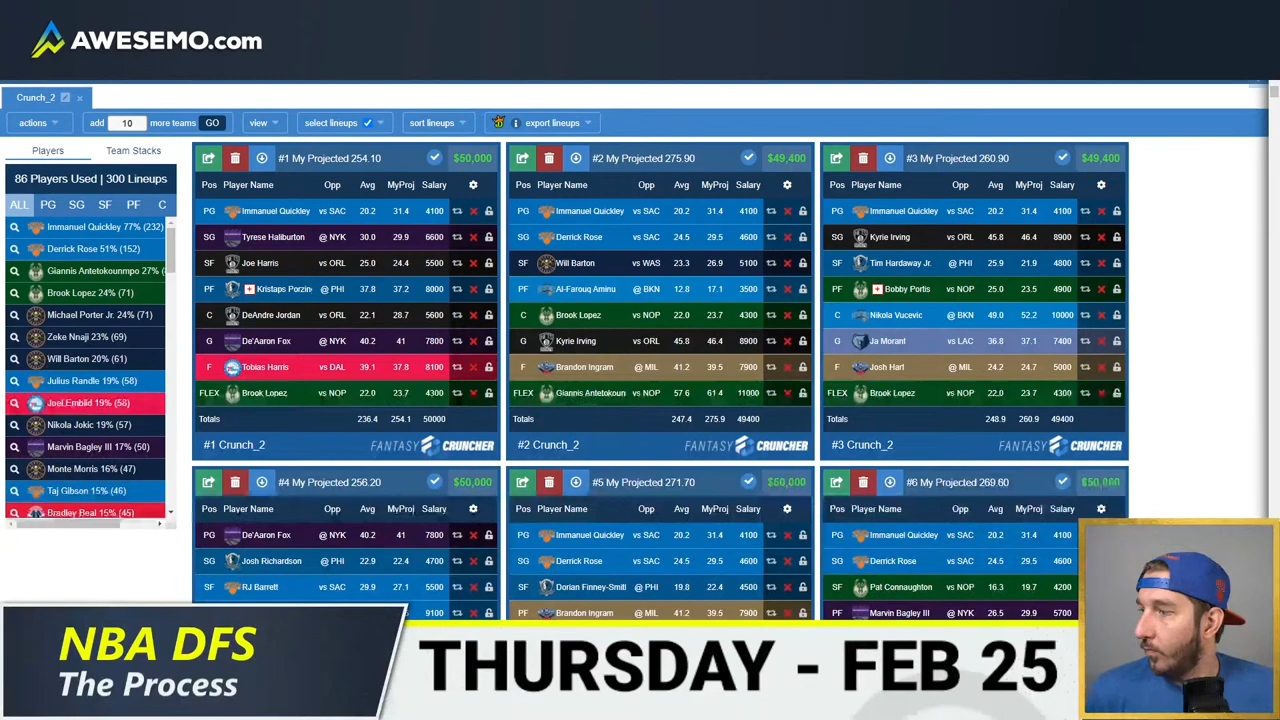 AWESEMO.com
Crunch_2 ×
actions add 10 more teams GO view select lineups sort lineups export lineups
Players Team Stacks
86 Players Used | 300 Lineups
ALL PG SG SF PF C
Immanuel Quickley 77% (232)
Derrick Rose 51% (152)
Giannis Antetokounmpo 27% (
Brook Lopez 24% (71)
Michael Porter Jr. 24% (71)
Zeke Nnaji 23% (69)
Will Barton 20% (61)
Julius Randle 19% (58)
Joel Embiid 19% (58)
Nikola Jokic 19% (57)
Marvin Bagley III 17% (50)
Monte Morris 16% (47)
Taj Gibson 15% (46)
Bradley Beal 15% (45)
#1 My Projected 254.10 $50,000
Pos Player Name Opp Avg MyProj Salary
PG Immanuel Quickley vs SAC 20.2 31.4 4100
SG Tyrese Haliburton @ NYK 30.0 29.9 6600
SF Joe Harris vs ORL 25.0 24.4 5500
PF Kristaps Porzin @ PHI 37.8 37.2 8000
C DeAndre Jordan vs ORL 22.1 28.7 5600
G De'Aaron Fox @ NYK 40.2 41 7800
F Tobias Harris vs DAL 39.1 37.8 8100
FLEX Brook Lopez vs NOP 22.0 23.7 4300
Totals 236.4 254.1 50000
#1 Crunch_2 FANTASY CRUNCHER
#2 My Projected 275.90 $49,400
Pos Player Name Opp Avg MyProj Salary
PG Immanuel Quickley vs SAC 20.2 31.4 4100
SG Derrick Rose vs SAC 24.5 29.5 4600
SF Will Barton vs WAS 23.3 26.9 5100
PF Al-Farouq Aminu @ BKN 12.8 17.1 3500
C Brook Lopez vs NOP 22.0 23.7 4300
G Kyrie Irving vs ORL 45.8 46.4 8900
F Brandon Ingram @ MIL 41.2 39.5 7900
FLEX Giannis Antetokoun vs NOP 57.6 61.4 11000
Totals 247.4 275.9 49400
#2 Crunch_2 FANTASY CRUNCHER
#3 My Projected 260.90 $49,400
Pos Player Name Opp Avg MyProj Salary
PG Immanuel Quickley vs SAC 20.2 31.4 4100
SG Kyrie Irving vs ORL 45.8 46.4 8900
SF Tim Hardaway Jr. @ PHI 25.0 21.9 4800
PF Bobby Portis vs NOP 25.0 23.5 4900
C Nikola Vucevic @ BKN 49.0 52.2 10000
G Ja Morant vs LAC 36.8 37.1 7400
F Josh Hart @ MIL 24.2 24.7 5000
FLEX Brook Lopez vs NOP 22.0 23.7 4300
Totals 248.9 260.9 49400
#3 Crunch_2 FANTASY CRUNCHER
#4 My Projected 256.20 $50,000
Pos Player Name Opp Avg MyProj Salary
PG De'Aaron Fox @ NYK 40.2 41 7800
SG Josh Richardson @ PHI 22.9 24.3 4700
SF RJ Barrett vs SAC 29.9 27.1 5500
9100
#5 My Projected 271.70 $50,000
Pos Player Name Opp Avg MyProj Salary
PG Immanuel Quickley vs SAC 20.2 31.4 4100
SG Derrick Rose vs SAC 24.5 29.5 4600
SF Dorian Finney-Smitl @ PHI 19.8 22.4 4500
PF Brandon Ingram @ MIL 41.2 39.5 7900
#6 My Projected 269.60 $50,000
Pos Player Name Opp Avg MyProj Salary
PG Immanuel Quickley vs SAC 20.2 31.4 4100
SG Derrick Rose vs SAC 24.5 29.5 4600
SF Pat Connaughton vs NOP 16.3 19.7 4200
PF Marvin Bagley III @ NYK 26.5 29.9 5700
NBA DFS
The Process
THURSDAY - FEB 25